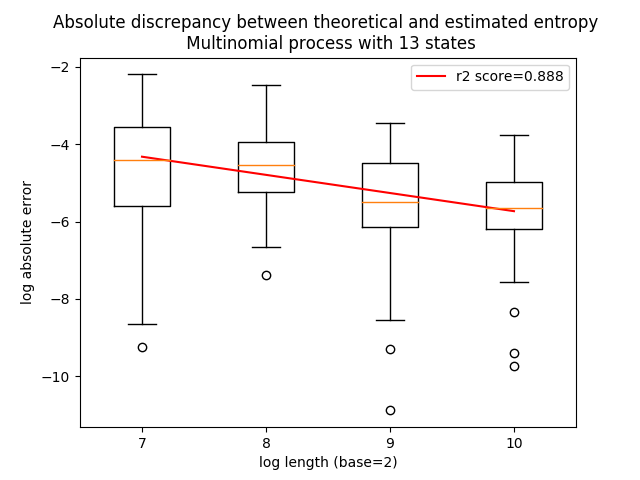 Absolute discrepancy between theoretical and estimated entropy
Multinomial process with 13 states
r2 score=0.888
log absolute error
−2
−4
−6
−8
−10
7 8 9 10
log length (base=2)